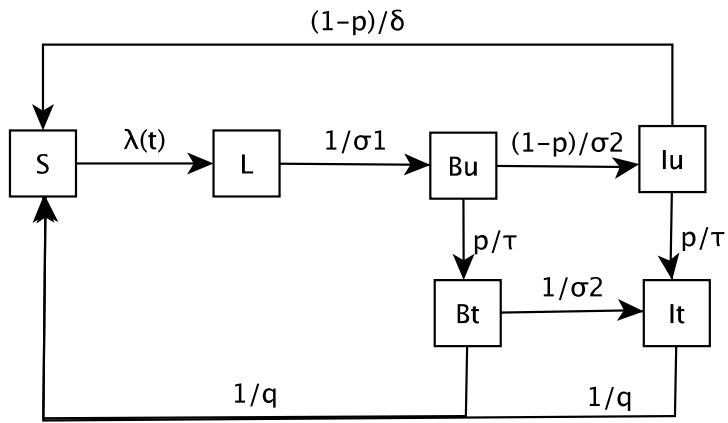 (1-p)/δ
λ(t)
1/σ1
(1-p)/σ2
S
L
Bu
Iu
p/τ
p/τ
1/σ2
Bt
It
1/q
1/q